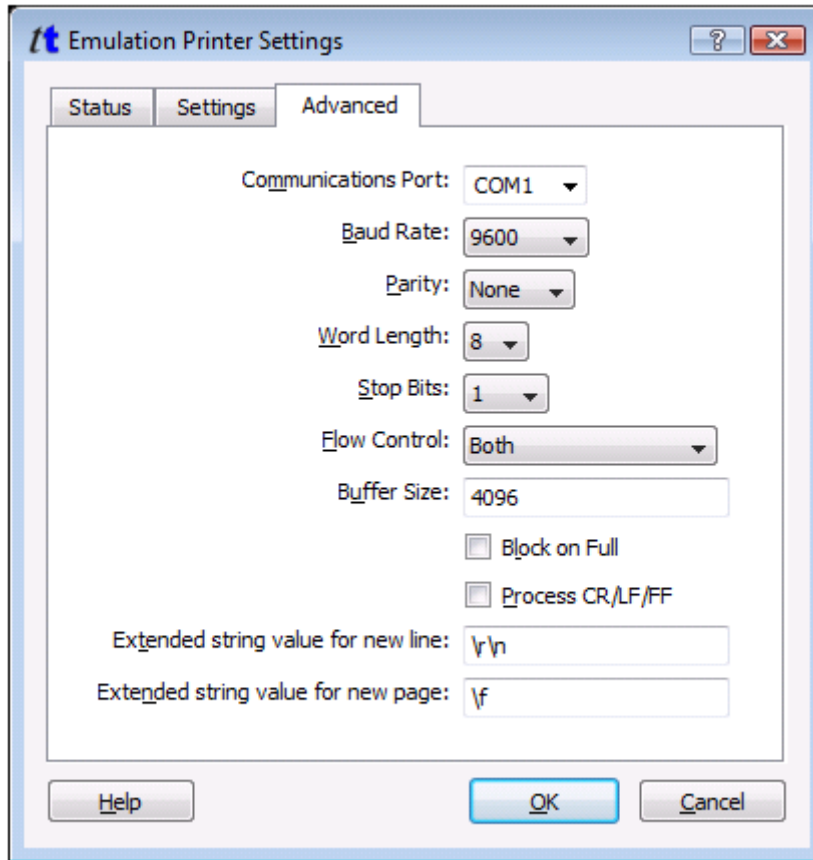 tt Emulation Printer Settings ?
Status Settings Advanced
Communications Port: COM1
Baud Rate: 9600
Parity: None
Word Length: 8
Stop Bits: 1
Flow Control: Both
Buffer Size: 4096
Block on Full
Process CR/LF/FF
Extended string value for new line: \r\n
Extended string value for new page: \f
Help OK Cancel